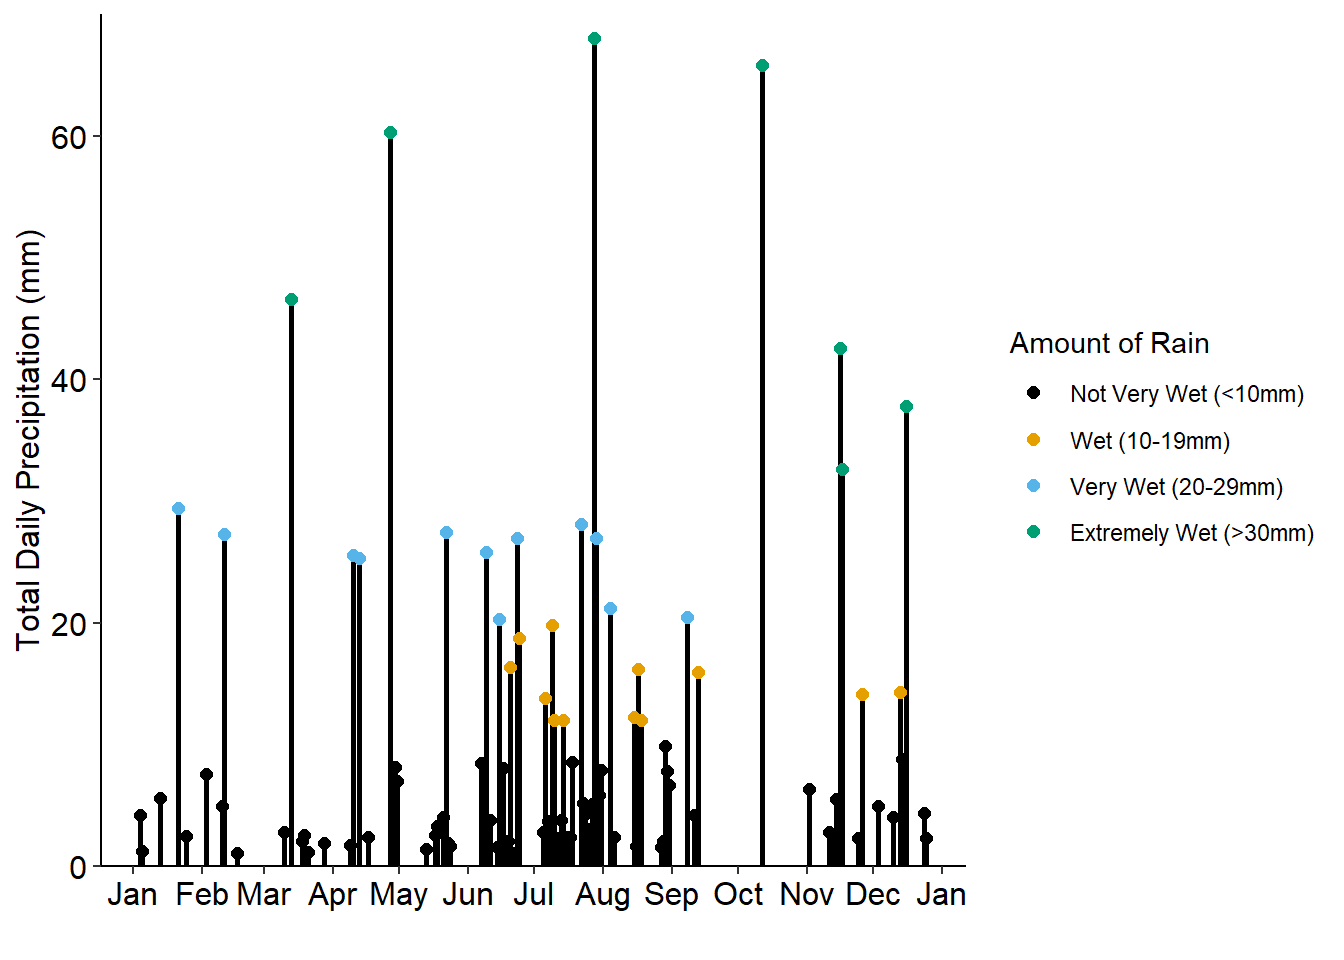 Total Daily Precipitation (mm)
60
40
20
0
Jan Feb Mar Apr May Jun Jul Aug Sep Oct Nov Dec Jan
Amount of Rain
Not Very Wet (<10mm)
Wet (10-19mm)
Very Wet (20-29mm)
Extremely Wet (>30mm)